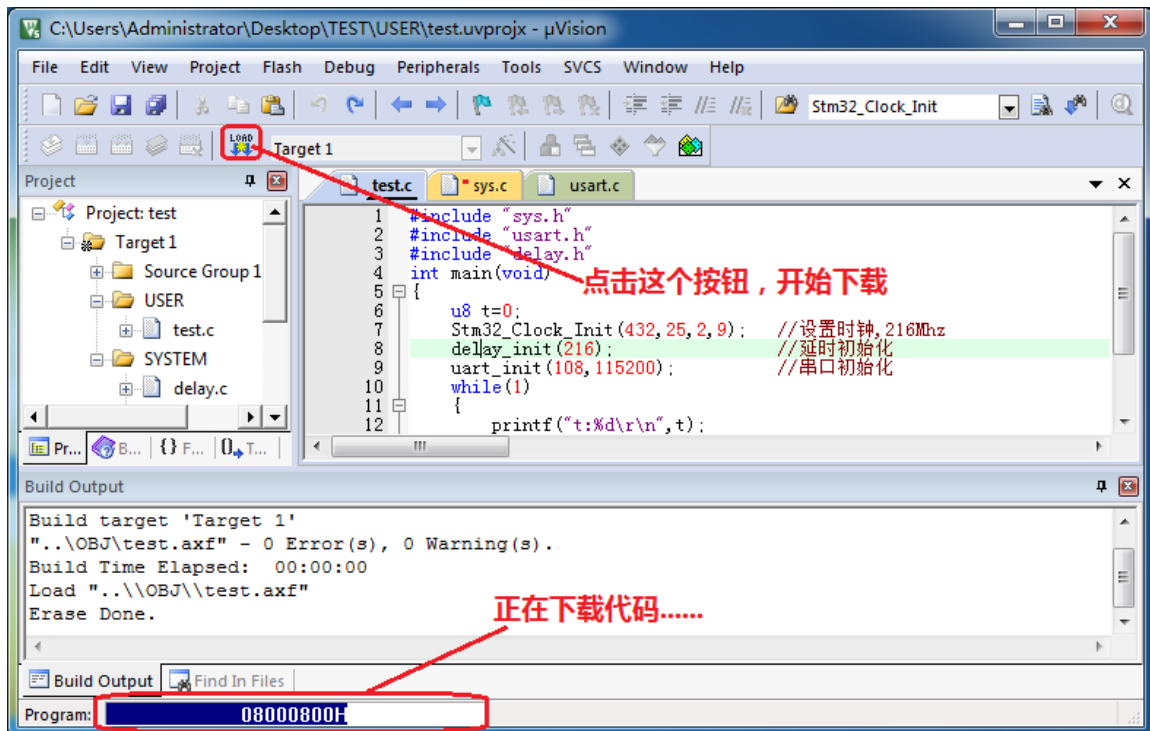 C:\Users\Administrator\Desktop\TEST\USER\test.uvprojx - µVision
File Edit View Project Flash Debug Peripherals Tools SVCS Window Help
Stm32_Clock_Init
LOAD Target 1
Project
Project: test
Target 1
Source Group 1
USER
test.c
SYSTEM
delay.c
Pr... B... {} F... 0 T...
test.c sys.c usart.c
1 #include "sys.h"
2 #include "usart.h"
3 #include "delay.h"
4 int main(void)
5 {
6 u8 t=0;
7 Stm32_Clock_Init(432,25,2,9); //设置时钟,216Mhz
8 delay_init(216); //延时初始化
9 uart_init(108,115200); //串口初始化
10 while(1)
11 {
12 printf("t:%d\r\n",t);
点击这个按钮，开始下载
Build Output
Build target 'Target 1'
"..\OBJ\test.axf" - 0 Error(s), 0 Warning(s).
Build Time Elapsed: 00:00:00
Load "..\\OBJ\\test.axf"
Erase Done.
正在下载代码......
Build Output Find In Files
Program: 08000800H